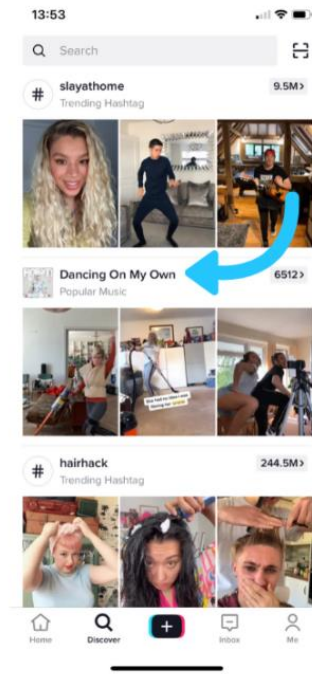 13:53
Search
#
slayathome
9.5M>
Trending Hashtag
Dancing On My Own
6512>
Popular Music
#
hairhack
244.5M>
Trending Hashtag
Home
Discover
+
Inbox
Me